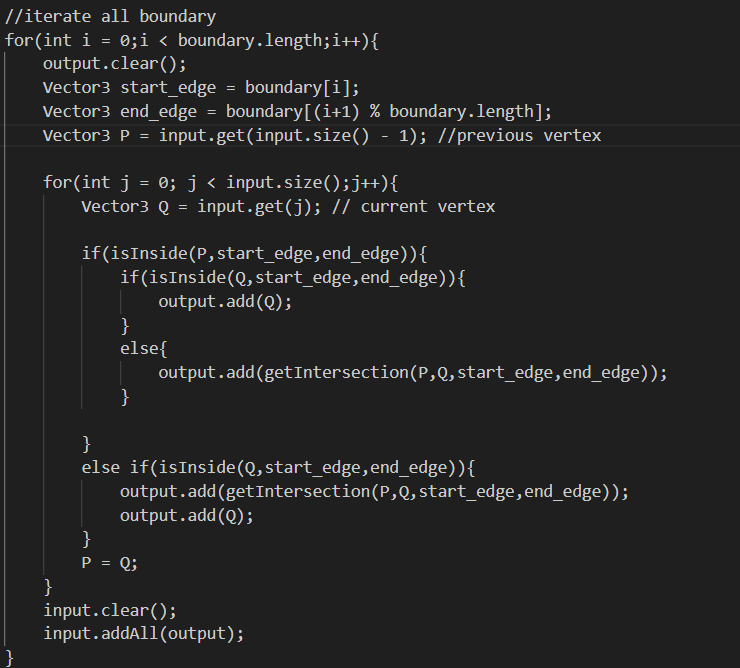 //iterate all boundary
for(int i = 0;i < boundary.length;i++){
    output.clear();
    Vector3 start_edge = boundary[i];
    Vector3 end_edge = boundary[(i+1) % boundary.length];
    Vector3 P = input.get(input.size() - 1); //previous vertex

    for(int j = 0; j < input.size();j++){
        Vector3 Q = input.get(j); // current vertex

        if(isInside(P,start_edge,end_edge)){
            if(isInside(Q,start_edge,end_edge)){
                output.add(Q);
            }
            else{
                output.add(getIntersection(P,Q,start_edge,end_edge));
            }

        }
        else if(isInside(Q,start_edge,end_edge)){
            output.add(getIntersection(P,Q,start_edge,end_edge));
            output.add(Q);
        }
        P = Q;
    }
    input.clear();
    input.addAll(output);
}